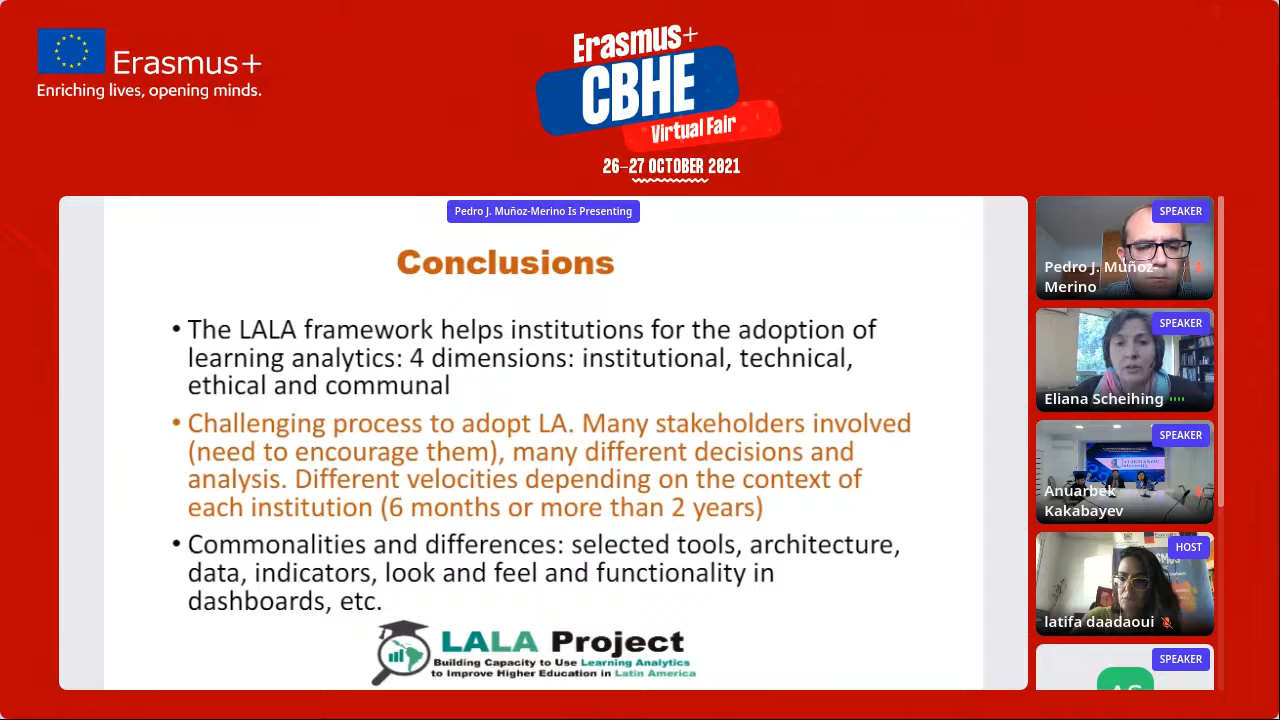 Erasmus+
Enriching lives, opening minds.
Erasmus+
CBHE
Virtual Fair
26–27 OCTOBER 2021
Pedro J. Muñoz-Merino Is Presenting
Conclusions
• The LALA framework helps institutions for the adoption of
learning analytics: 4 dimensions: institutional, technical,
ethical and communal
• Challenging process to adopt LA. Many stakeholders involved
(need to encourage them), many different decisions and
analysis. Different velocities depending on the context of
each institution (6 months or more than 2 years)
• Commonalities and differences: selected tools, architecture,
data, indicators, look and feel and functionality in
dashboards, etc.
LALA Project
Building Capacity to Use Learning Analytics
to Improve Higher Education in Latin America
SPEAKER
Pedro J. Muñoz-
Merino
SPEAKER
Eliana Scheihing
SPEAKER
Anuarbek
Kakabayev
HOST
latifa daadaoui
SPEAKER